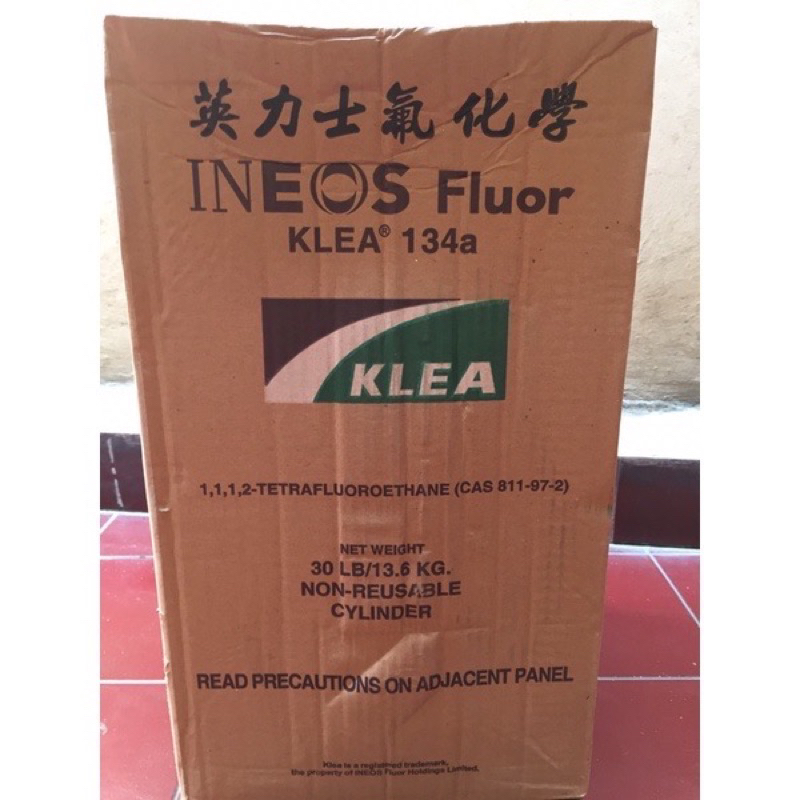 英力士氟化學
INEOS Fluor
KLEA® 134a
KLEA
1,1,1,2-TETRAFLUOROETHANE (CAS 811-97-2)
NET WEIGHT
30 LB/13.6 KG.
NON-REUSABLE
CYLINDER
READ PRECAUTIONS ON ADJACENT PANEL
Klea is a registered trademark,
the property of INEOS Fluor Holdings Limited.